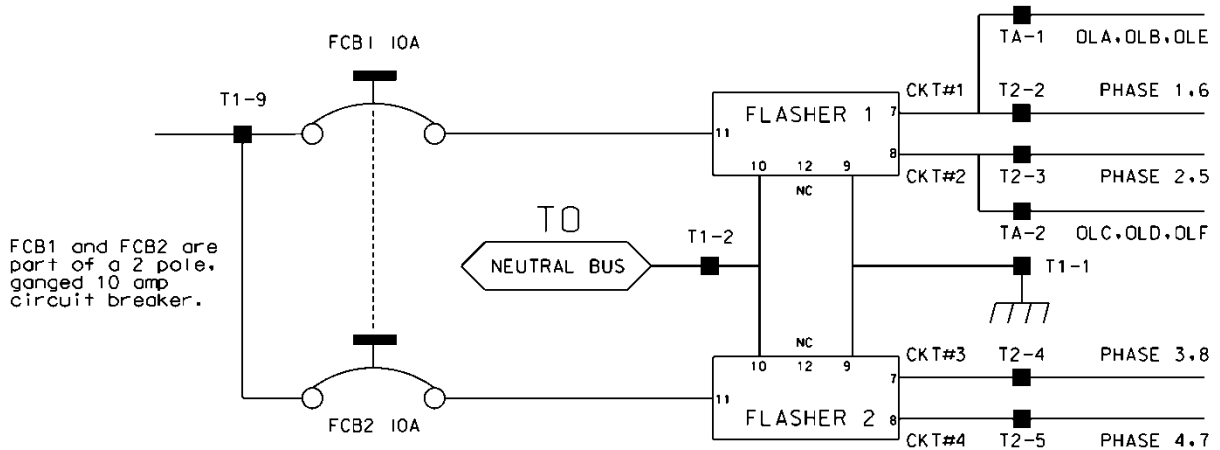 FCB1 10A
T1-9
TA-1 OLA,OLB,OLE
CKT#1 T2-2 PHASE 1,6
FLASHER 1
7
11
8
10 12 9
NC
CKT#2 T2-3 PHASE 2,5
TA-2 OLC,OLD,OLF
TO
NEUTRAL BUS
T1-2
T1-1
FCB1 and FCB2 are
part of a 2 pole,
ganged 10 amp
circuit breaker.
NC
10 12 9
CKT#3 T2-4 PHASE 3,8
7
11
FLASHER 2
8
FCB2 10A
CKT#4 T2-5 PHASE 4,7